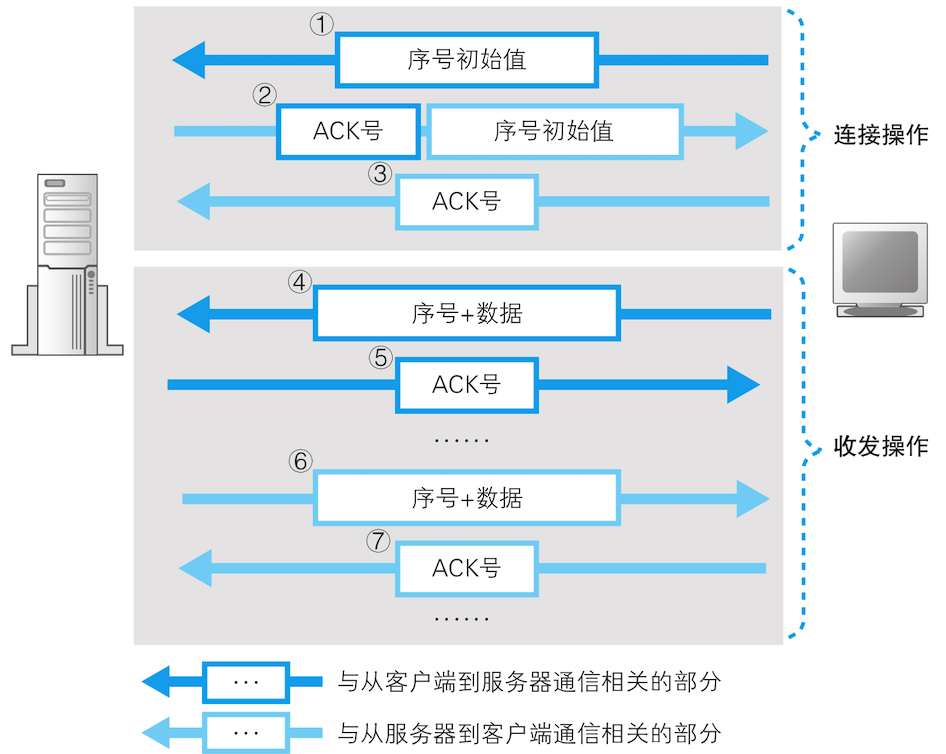 ①
序号初始值
②
ACK号 序号初始值
连接操作
③
ACK号
④
序号+数据
⑤
ACK号
······
收发操作
⑥
序号+数据
⑦
ACK号
······
··· 与从客户端到服务器通信相关的部分
··· 与从服务器到客户端通信相关的部分